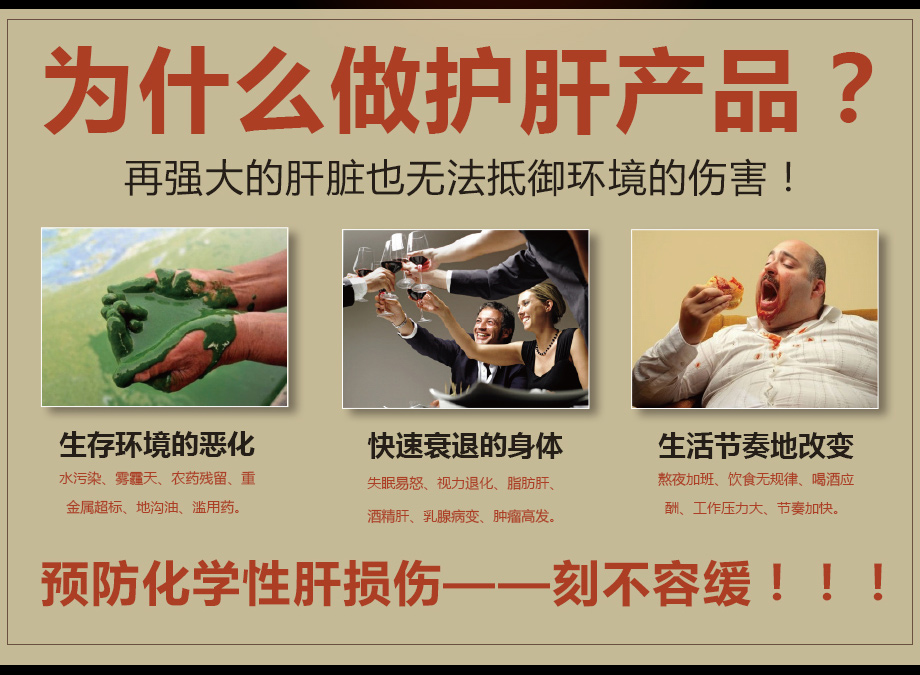 为什么做护肝产品？
再强大的肝脏也无法抵御环境的伤害！
生存环境的恶化
水污染、雾霾天、农药残留、重
金属超标、地沟油、滥用药。
快速衰退的身体
失眠易怒、视力退化、脂肪肝、
酒精肝、乳腺病变、肿瘤高发。
生活节奏地改变
熬夜加班、饮食无规律、喝酒应
酬、工作压力大、节奏加快。
预防化学性肝损伤——刻不容缓！！！